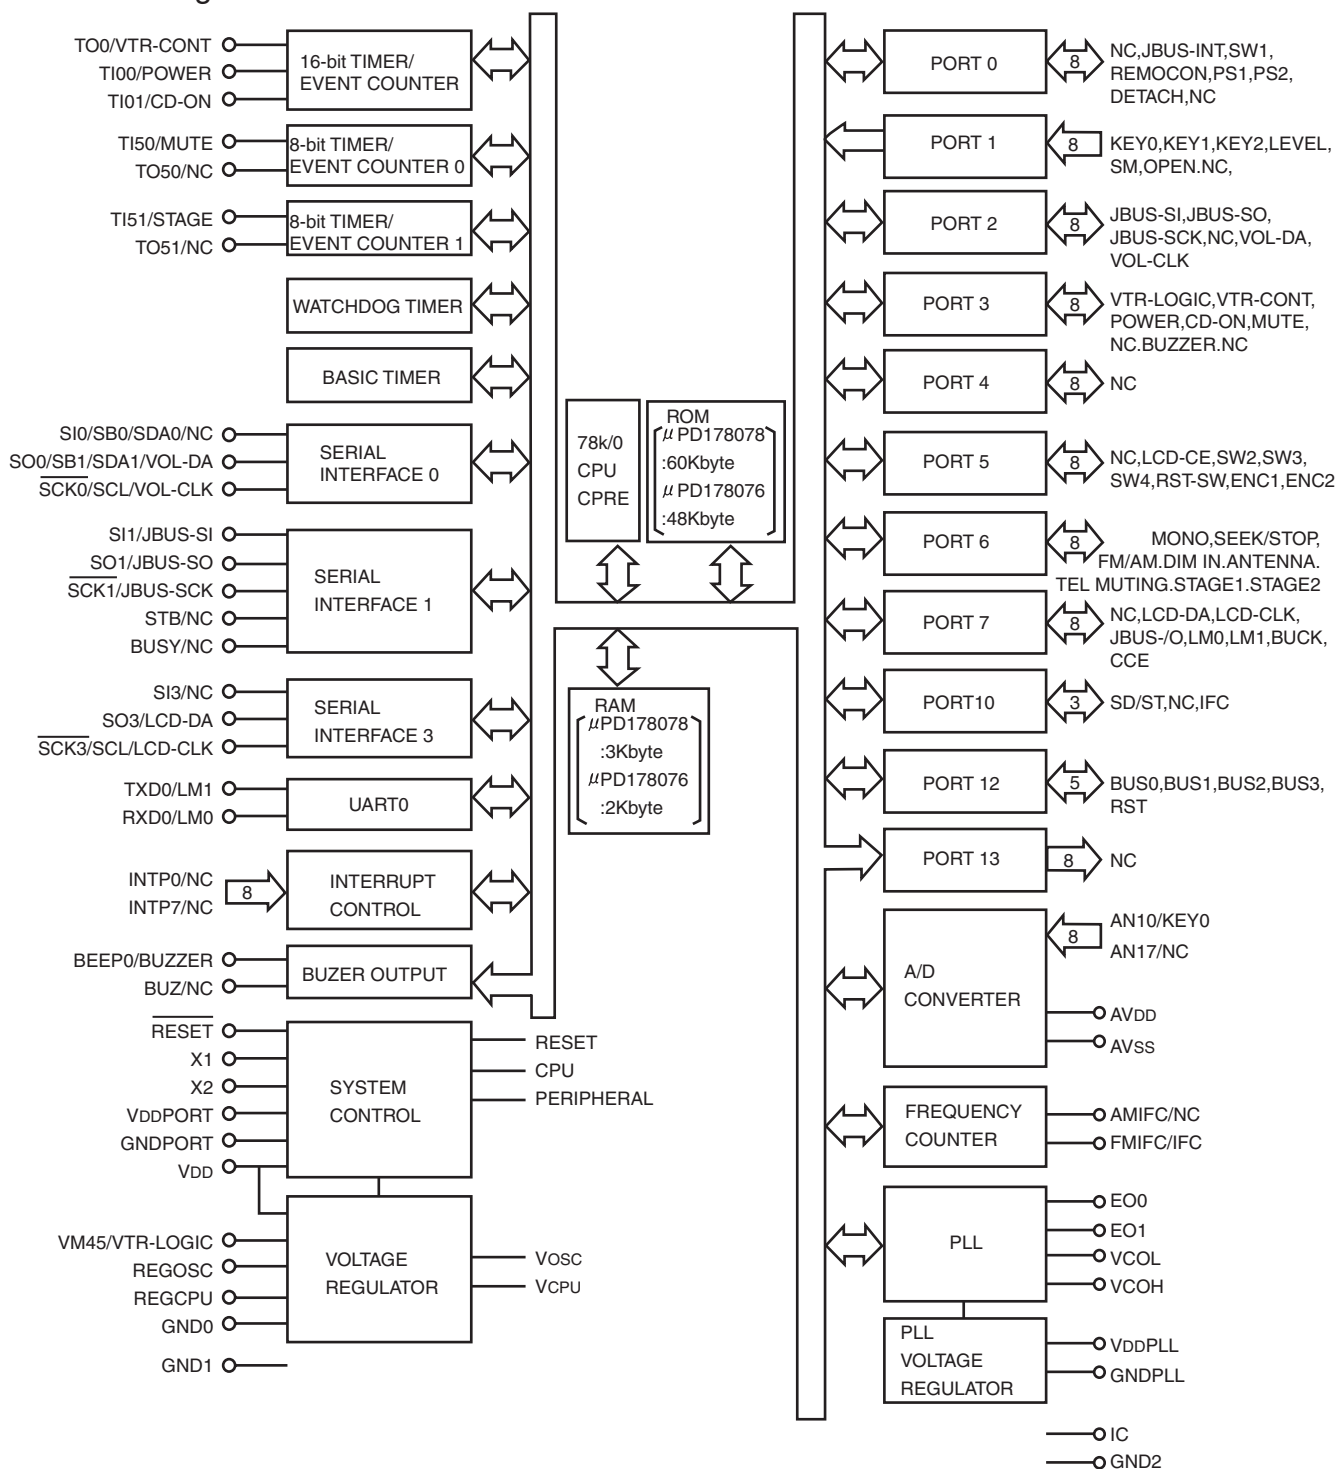 TO0/VTR-CONT
TI00/POWER
TI01/CD-ON
16-bit TIMER/
EVENT COUNTER
TI50/MUTE
TO50/NC
8-bit TIMER/
EVENT COUNTER 0
TI51/STAGE
TO51/NC
8-bit TIMER/
EVENT COUNTER 1
WATCHDOG TIMER
BASIC TIMER
SI0/SB0/SDA0/NC
SO0/SB1/SDA1/VOL-DA
SCK0/SCL/VOL-CLK
SERIAL
INTERFACE 0
SI1/JBUS-SI
SO1/JBUS-SO
SCK1/JBUS-SCK
STB/NC
BUSY/NC
SERIAL
INTERFACE 1
SI3/NC
SO3/LCD-DA
SCK3/SCL/LCD-CLK
SERIAL
INTERFACE 3
TXD0/LM1
RXD0/LM0
UART0
INTP0/NC
INTP7/NC
8
INTERRUPT
CONTROL
BEEP0/BUZZER
BUZ/NC
BUZER OUTPUT
RESET
X1
X2
VDDPORT
GNDPORT
VDD
SYSTEM
CONTROL
RESET
CPU
PERIPHERAL
VM45/VTR-LOGIC
REGOSC
REGCPU
GND0
GND1
VOLTAGE
REGULATOR
VOSC
VCPU
78k/0
CPU
CPRE
ROM
μPD178078
:60Kbyte
μPD178076
:48Kbyte
RAM
μPD178078
:3Kbyte
μPD178076
:2Kbyte
PORT 0
8
NC,JBUS-INT,SW1,
REMOCON,PS1,PS2,
DETACH,NC
PORT 1
8
KEY0,KEY1,KEY2,LEVEL,
SM,OPEN.NC,
PORT 2
8
JBUS-SI,JBUS-SO,
JBUS-SCK,NC,VOL-DA,
VOL-CLK
PORT 3
8
VTR-LOGIC,VTR-CONT,
POWER,CD-ON,MUTE,
NC.BUZZER.NC
PORT 4
8
NC
PORT 5
8
NC,LCD-CE,SW2,SW3,
SW4,RST-SW,ENC1,ENC2
PORT 6
8
MONO,SEEK/STOP,
FM/AM.DIM IN.ANTENNA.
TEL MUTING.STAGE1.STAGE2
PORT 7
8
NC,LCD-DA,LCD-CLK,
JBUS-/O,LM0,LM1,BUCK,
CCE
PORT10
3
SD/ST,NC,IFC
PORT 12
5
BUS0,BUS1,BUS2,BUS3,
RST
PORT 13
8
NC
A/D
CONVERTER
8
AN10/KEY0
AN17/NC
AVDD
AVSS
FREQUENCY
COUNTER
AMIFC/NC
FMIFC/IFC
PLL
EO0
EO1
VCOL
VCOH
PLL
VOLTAGE
REGULATOR
VDDPLL
GNDPLL
IC
GND2